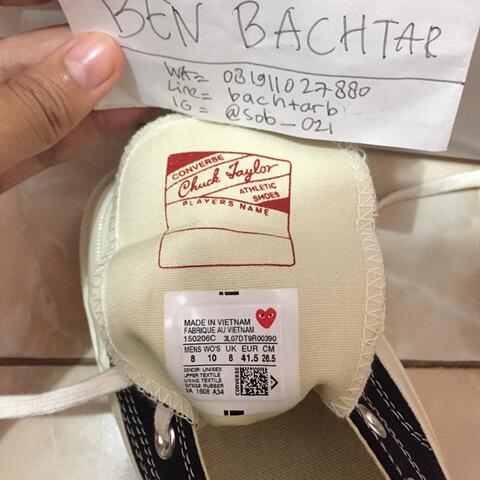 BEN BACHTAR
WA = 081911027880
Line = bachtarb
IG = @sob_021
CONVERSE
Chuck Taylor
ATHLETIC
SHOES
PLAYERS NAME
MADE IN VIETNAM
FABRIQUE AU VIETNAM
150206C 3L07DT9R00390
MENS WO'S UK EUR CM
8 10 8 41.5 26.5
GENDER: UNISEX
UPPER: TEXTILE
LINING: TEXTILE
OUTSOLE: RUBBER
1608 A34
CONVERSE